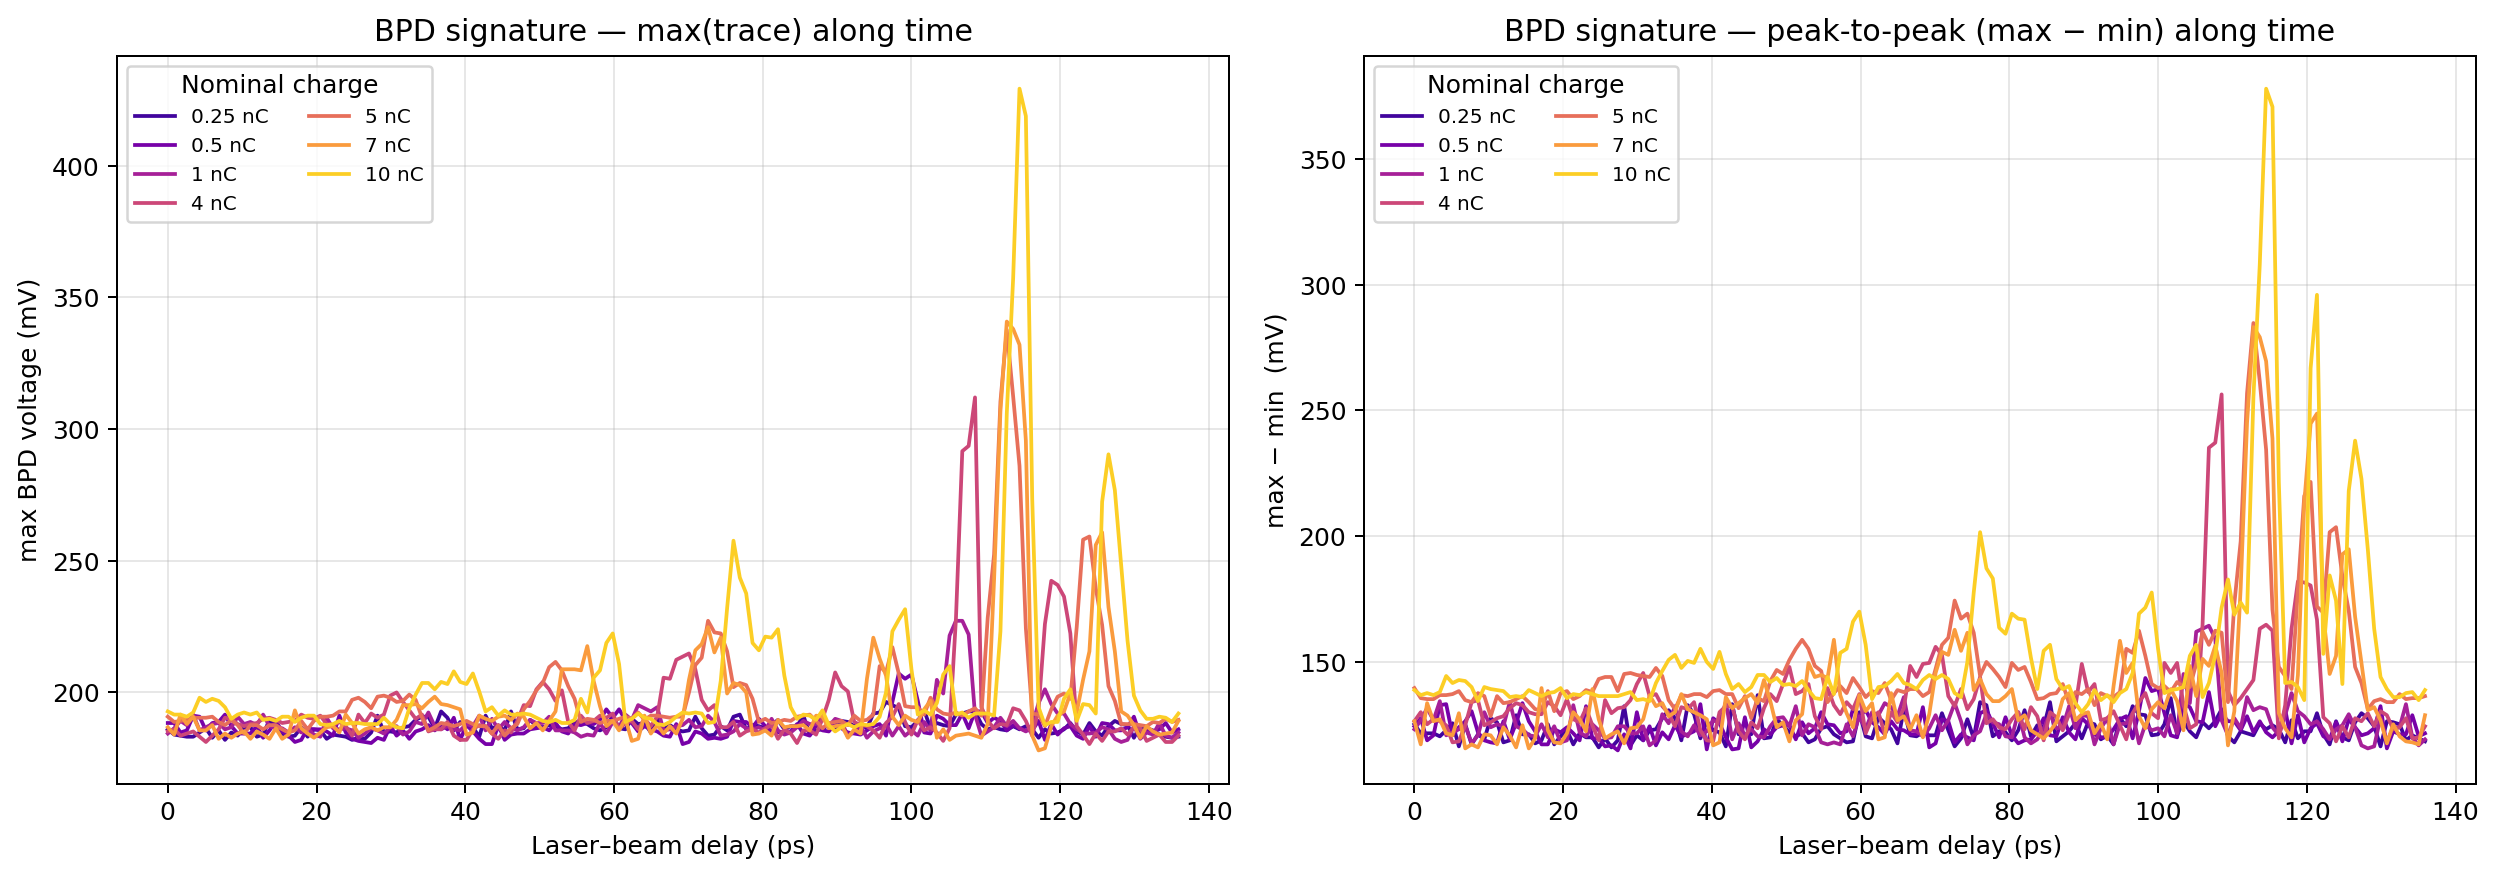 BPD signature — max(trace) along time
Nominal charge
0.25 nC
0.5 nC
1 nC
4 nC
5 nC
7 nC
10 nC
max BPD voltage (mV)
400
350
300
250
200
0 20 40 60 80 100 120 140
Laser–beam delay (ps)
BPD signature — peak-to-peak (max − min) along time
Nominal charge
0.25 nC
0.5 nC
1 nC
4 nC
5 nC
7 nC
10 nC
max − min (mV)
350
300
250
200
150
0 20 40 60 80 100 120 140
Laser–beam delay (ps)